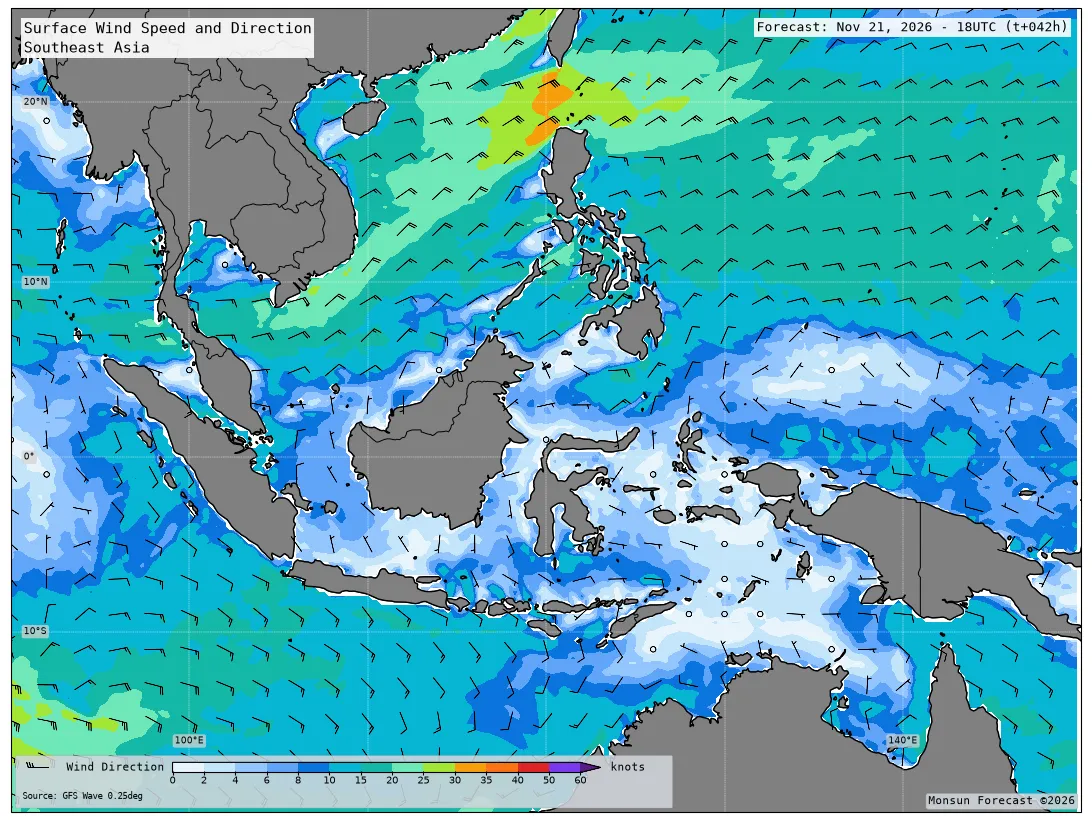 Surface Wind Speed and Direction
Southeast Asia
Forecast: Nov 21, 2026 - 18UTC (t+042h)
20°N
10°N
0°
10°S
100°E
140°E
Wind Direction
0 2 4 6 8 10 15 20 25 30 35 40 50 60
knots
Source: GFS Wave 0.25deg
Monsun Forecast ©2026